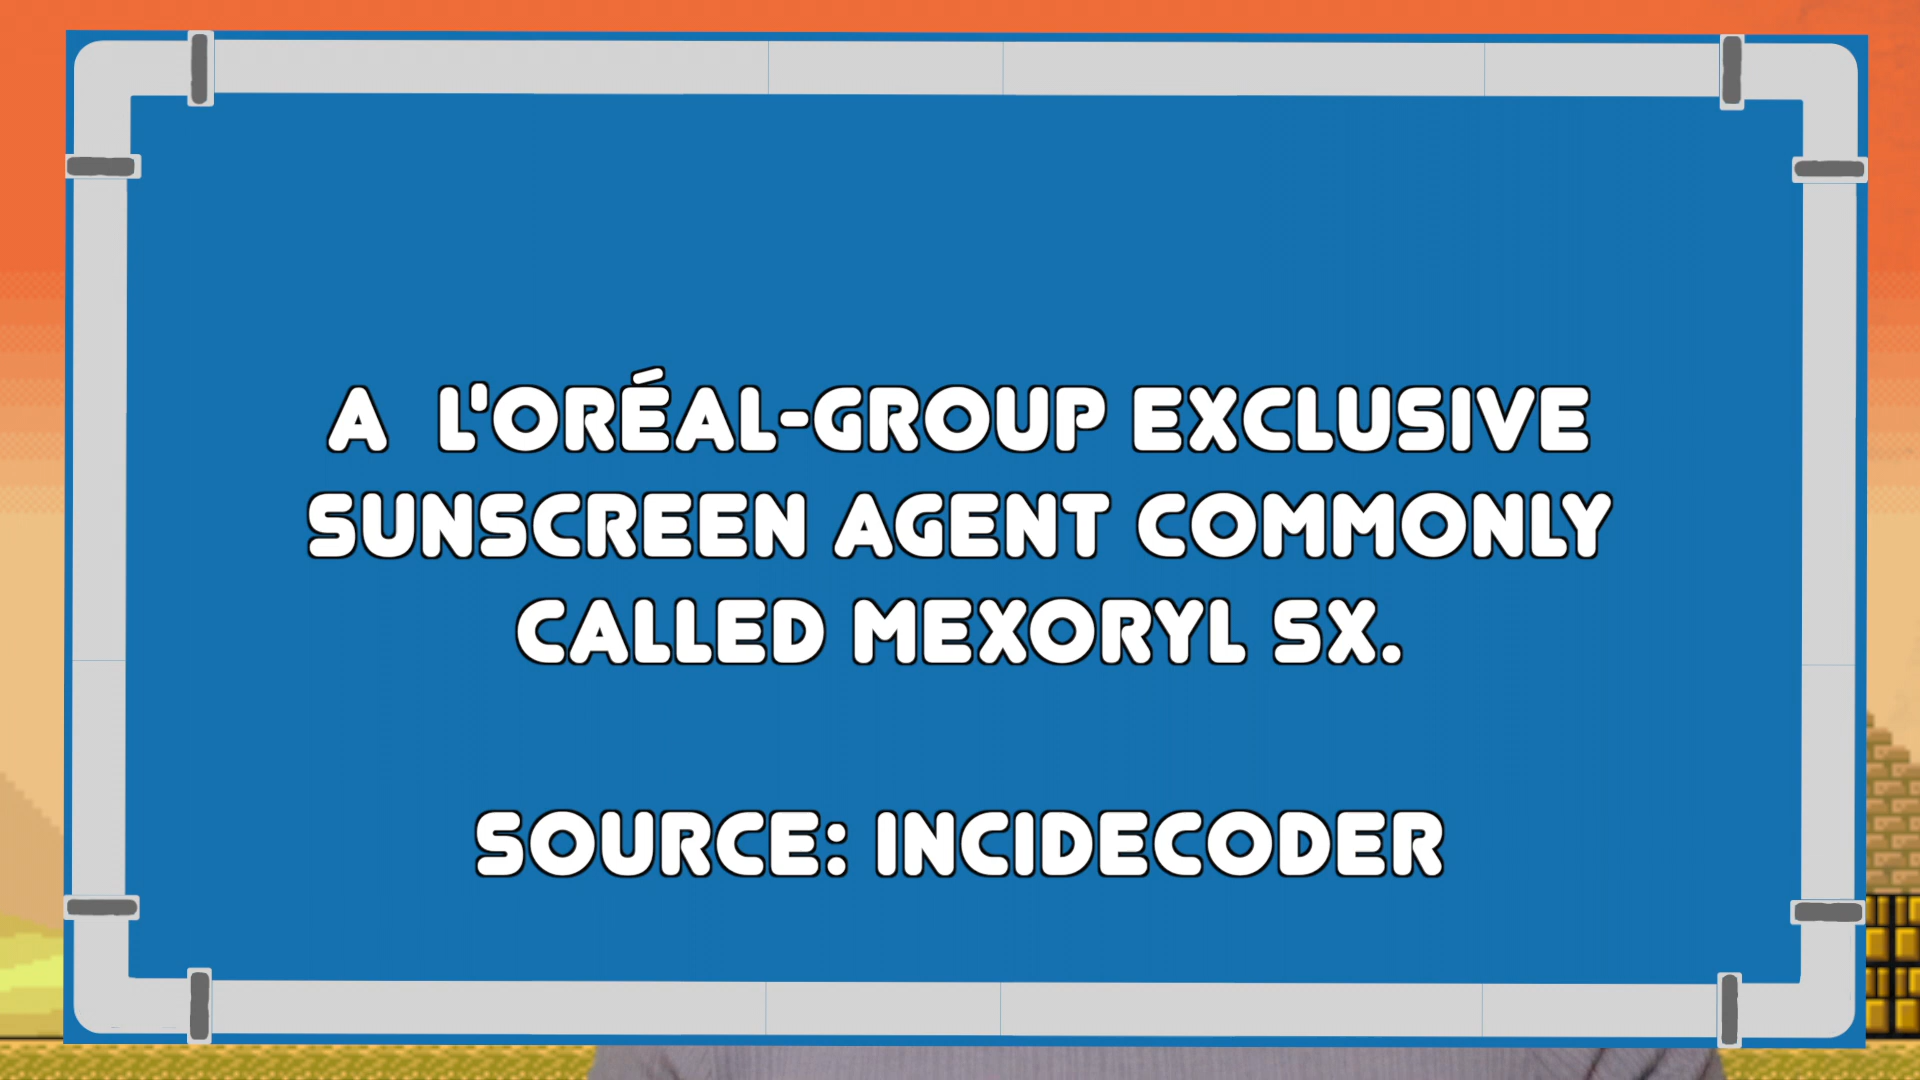 A  L'ORÉAL-GROUP EXCLUSIVE
SUNSCREEN AGENT COMMONLY
CALLED MEXORYL SX.
SOURCE: INCIDECODER